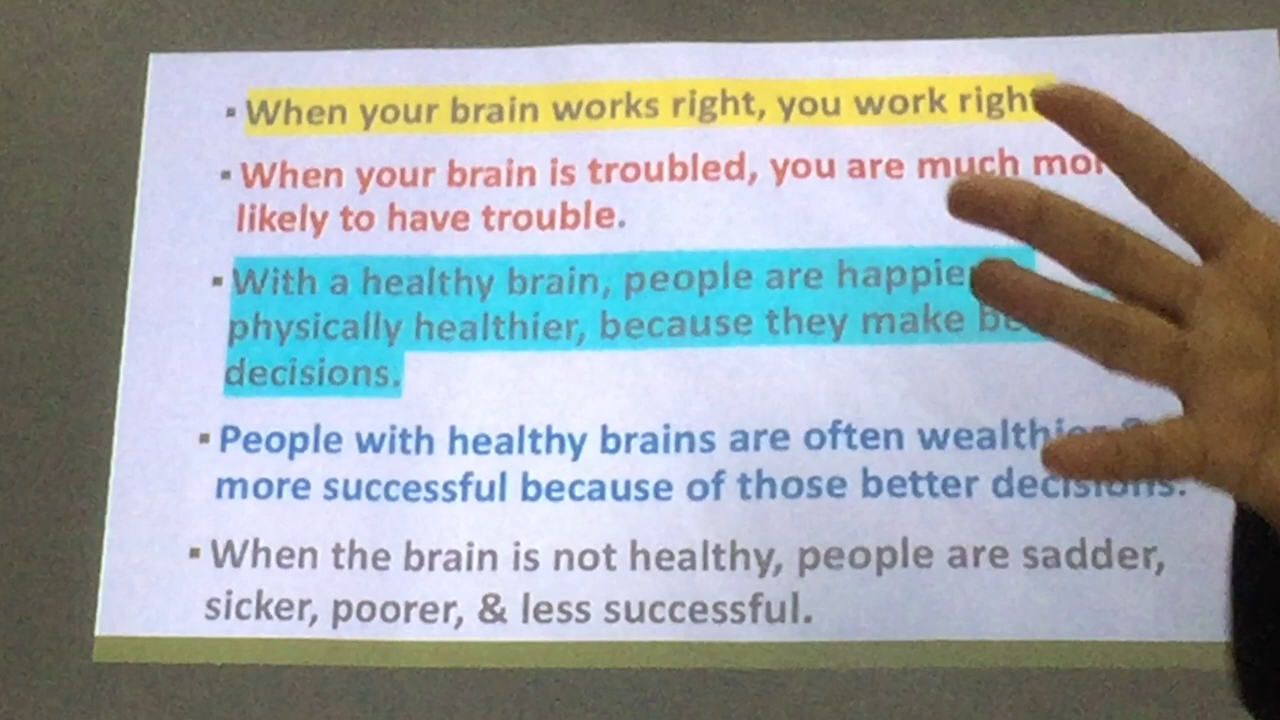 ▪ When your brain works right, you work right
▪ When your brain is troubled, you are much
likely to have trouble.
▪ With a healthy brain, people are
physically healthier, because they make
decisions.
▪ People with healthy brains are often
more successful because of those better decisions.
▪ When the brain is not healthy, people are sadder,
sicker, poorer, & less successful.